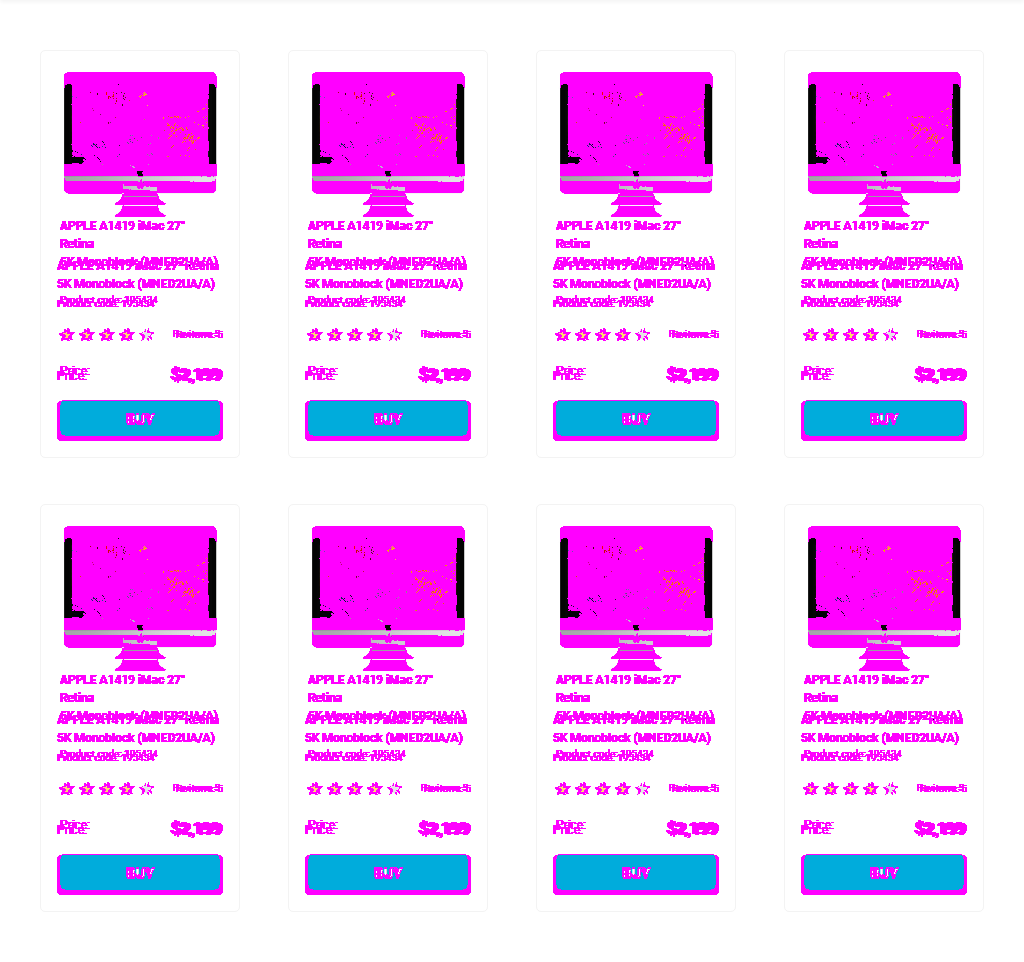 APPLE A1419 iMac 27"
Retina
5K Monoblock (MNED2UA/A)
APPLE A1419 iMac 27" Retina
5K Monoblock (MNED2UA/A)
Product code: 195434
Reviews: 5
Price: $2,199
BUY
APPLE A1419 iMac 27"
Retina
5K Monoblock (MNED2UA/A)
APPLE A1419 iMac 27" Retina
5K Monoblock (MNED2UA/A)
Product code: 195434
Reviews: 5
Price: $2,199
BUY
APPLE A1419 iMac 27"
Retina
5K Monoblock (MNED2UA/A)
APPLE A1419 iMac 27" Retina
5K Monoblock (MNED2UA/A)
Product code: 195434
Reviews: 5
Price: $2,199
BUY
APPLE A1419 iMac 27"
Retina
5K Monoblock (MNED2UA/A)
APPLE A1419 iMac 27" Retina
5K Monoblock (MNED2UA/A)
Product code: 195434
Reviews: 5
Price: $2,199
BUY
APPLE A1419 iMac 27"
Retina
5K Monoblock (MNED2UA/A)
APPLE A1419 iMac 27" Retina
5K Monoblock (MNED2UA/A)
Product code: 195434
Reviews: 5
Price: $2,199
BUY
APPLE A1419 iMac 27"
Retina
5K Monoblock (MNED2UA/A)
APPLE A1419 iMac 27" Retina
5K Monoblock (MNED2UA/A)
Product code: 195434
Reviews: 5
Price: $2,199
BUY
APPLE A1419 iMac 27"
Retina
5K Monoblock (MNED2UA/A)
APPLE A1419 iMac 27" Retina
5K Monoblock (MNED2UA/A)
Product code: 195434
Reviews: 5
Price: $2,199
BUY
APPLE A1419 iMac 27"
Retina
5K Monoblock (MNED2UA/A)
APPLE A1419 iMac 27" Retina
5K Monoblock (MNED2UA/A)
Product code: 195434
Reviews: 5
Price: $2,199
BUY